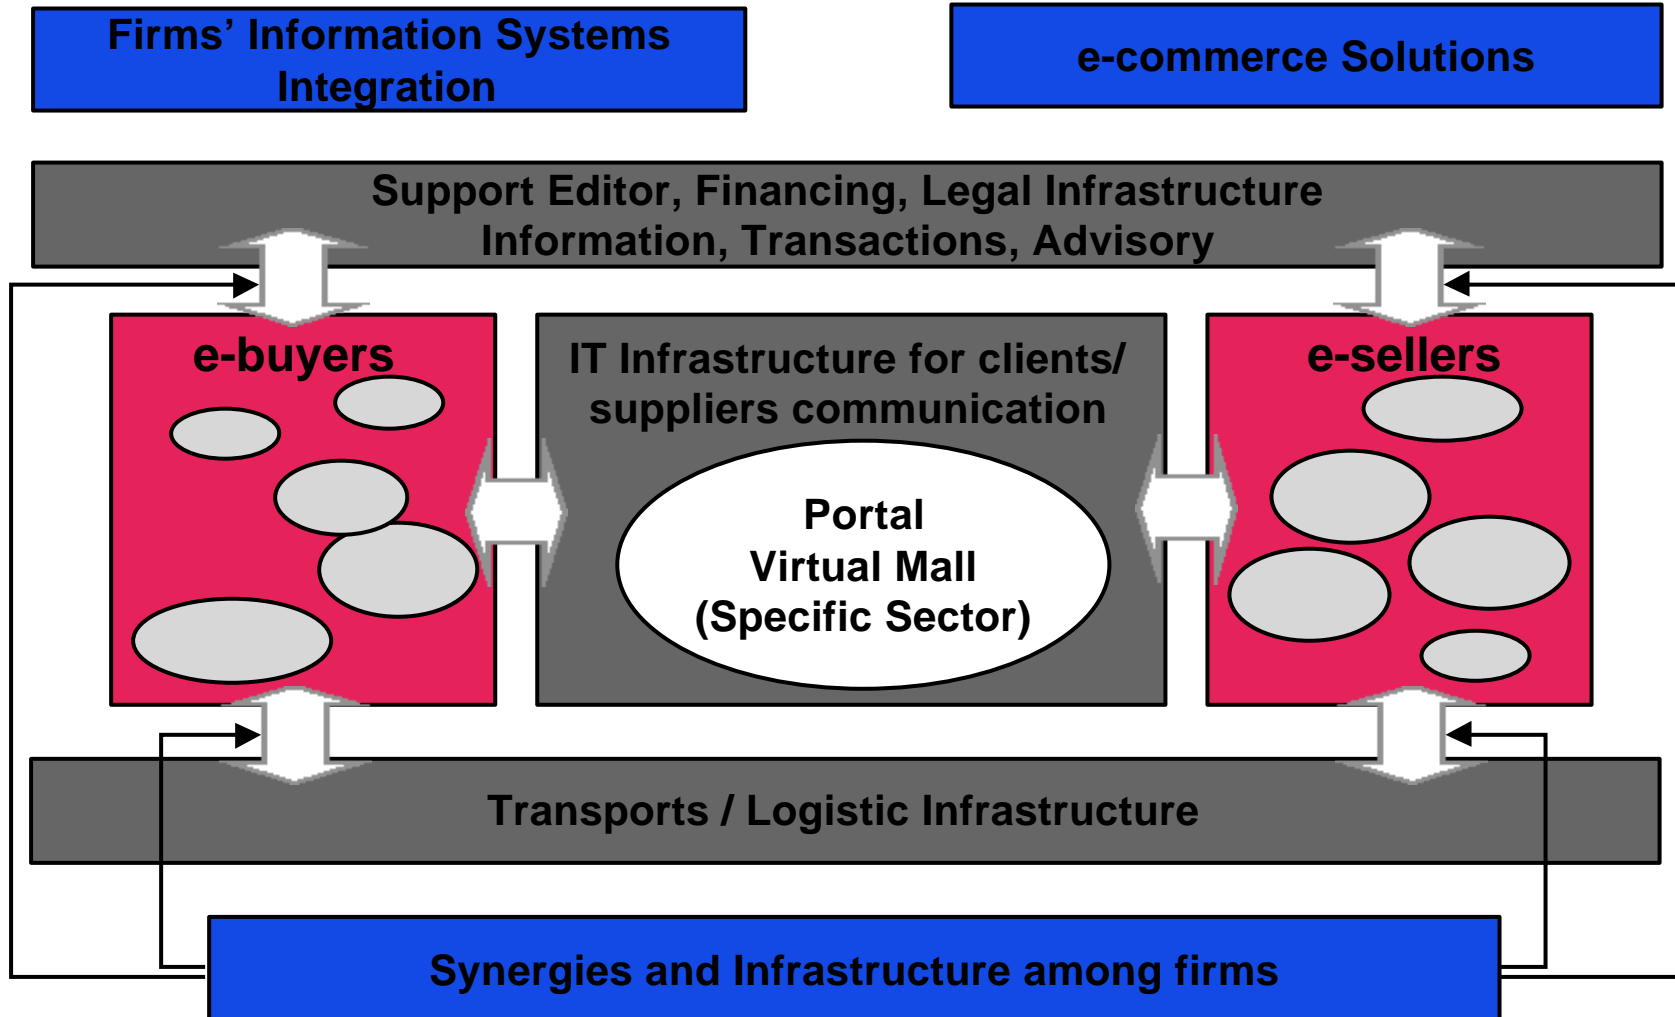 Firms’ Information Systems
Integration
e-commerce Solutions
Support Editor, Financing, Legal Infrastructure
Information, Transactions, Advisory
e-buyers
IT Infrastructure for clients/
suppliers communication
e-sellers
Portal
Virtual Mall
(Specific Sector)
Transports / Logistic Infrastructure
Synergies and Infrastructure among firms